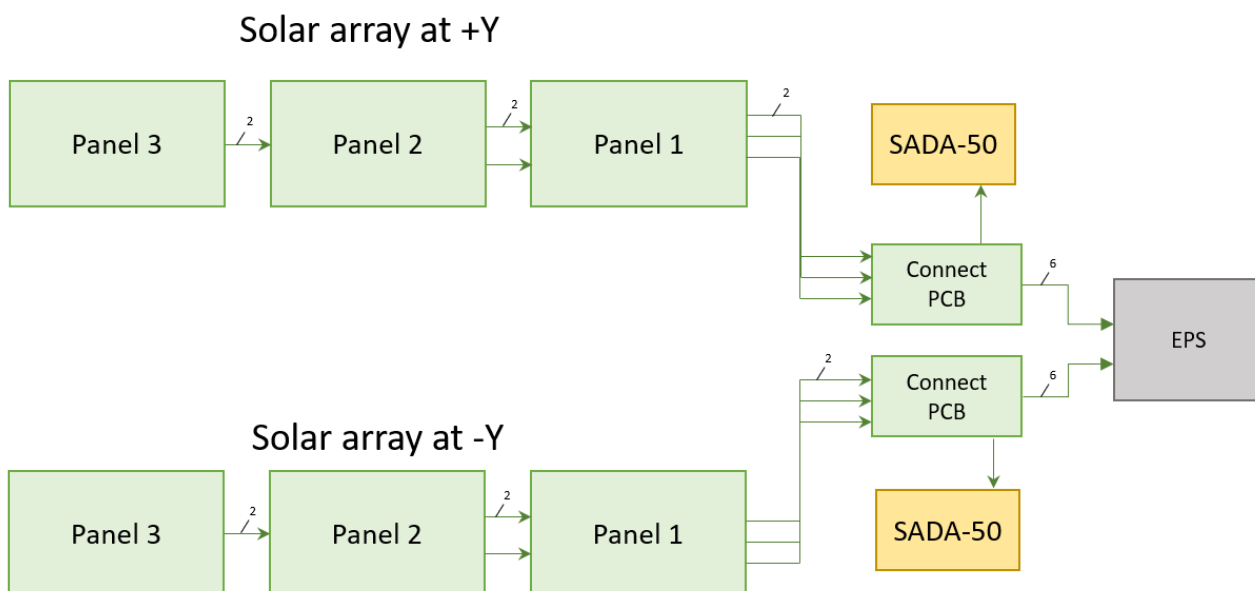 Solar array at +Y
Panel 3
2
Panel 2
2
Panel 1
2
SADA-50
Connect
PCB
6
EPS
2
Connect
PCB
6
Solar array at -Y
Panel 3
2
Panel 2
2
Panel 1
SADA-50